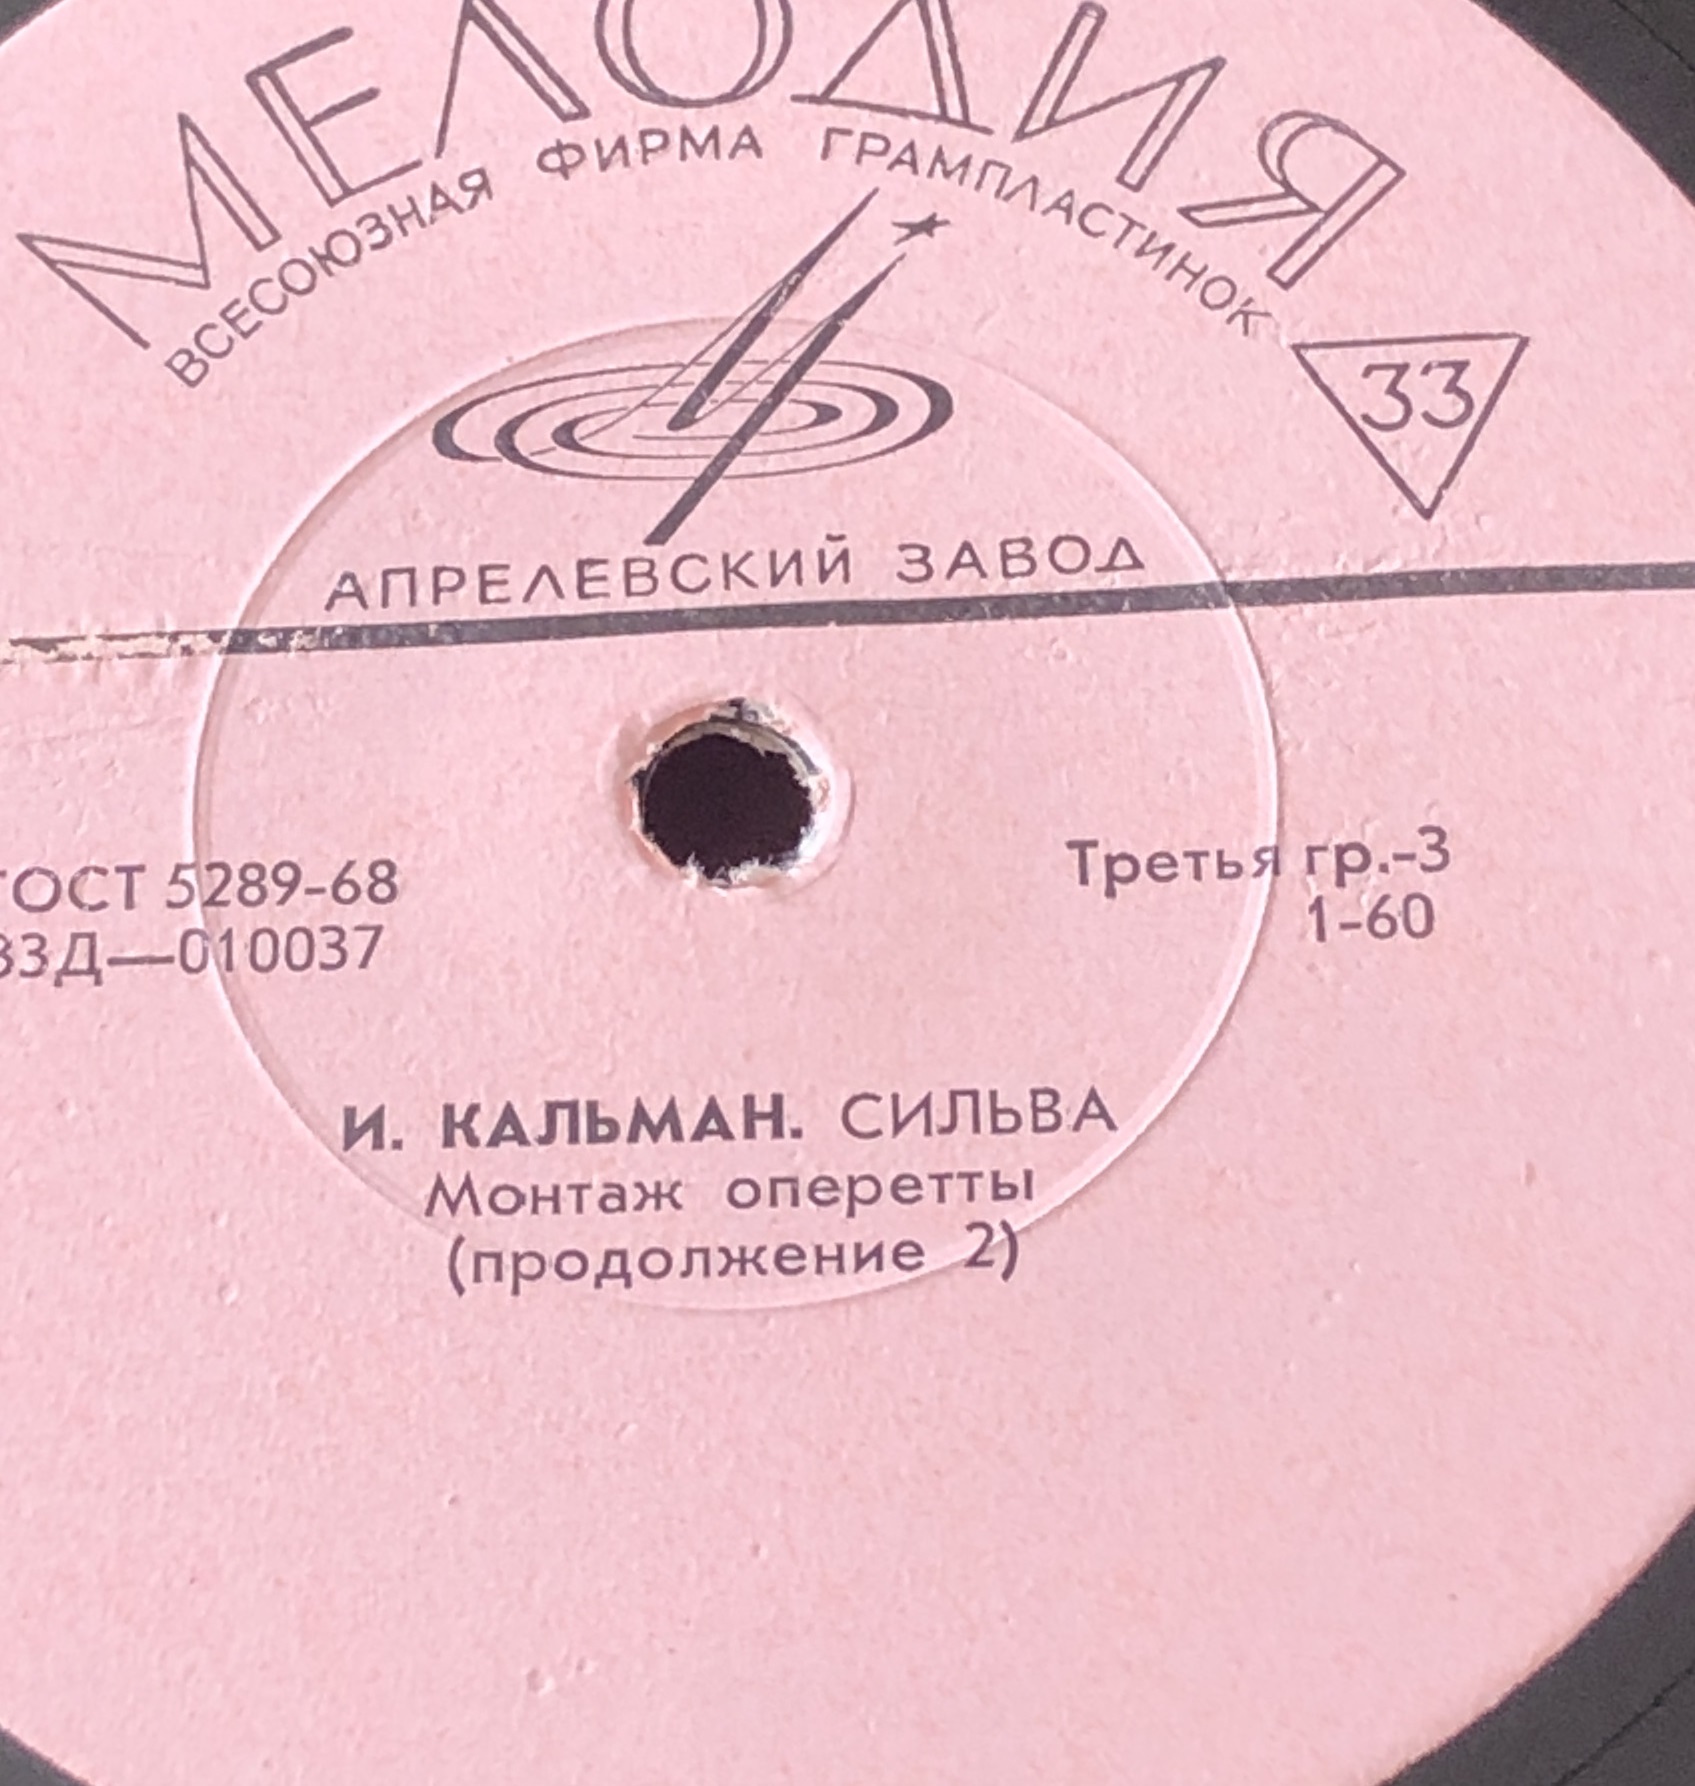 МЕЛОДИЯ
ВСЕСОЮЗНАЯ ФИРМА ГРАМПЛАСТИНОК
33
АПРЕЛЕВСКИЙ ЗАВОД
ГОСТ 5289-68
Третья гр.-3
33Д—010037
1-60
И. КАЛЬМАН. СИЛЬВА
Монтаж оперетты
(продолжение 2)